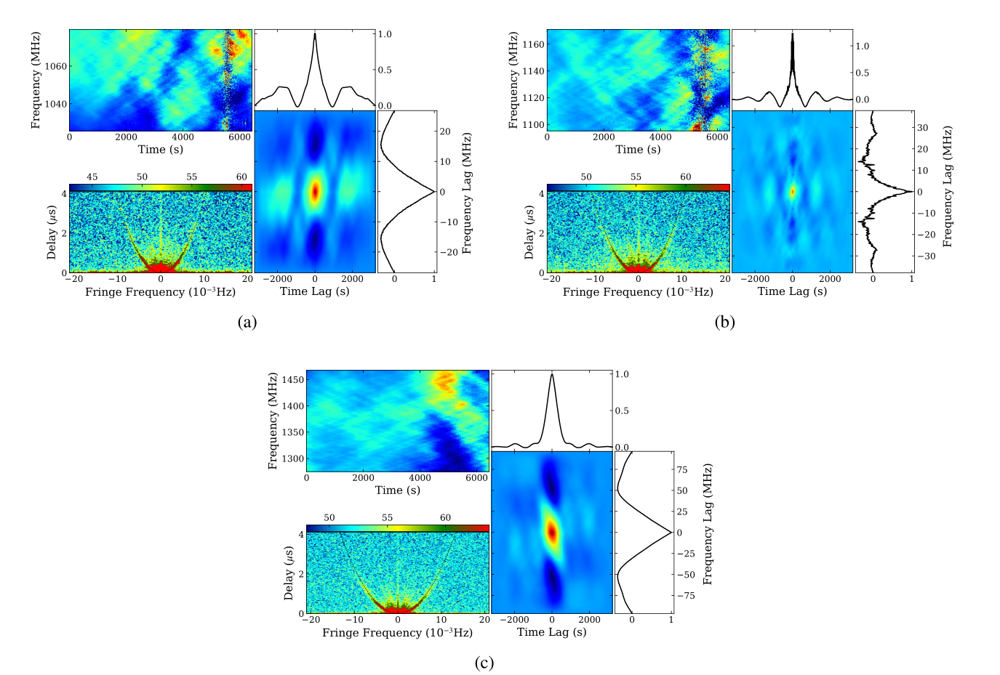 Frequency (MHz)
1060
1040
0 2000 4000 6000
Time (s)
1.0
0.5
0.0
45 50 55 60
Delay (μs)
4
2
0
−20 −10 0 10 20
Fringe Frequency (10⁻³Hz)
−2000 0 2000
Time Lag (s)
20
10
0
−10
−20
0 1
Frequency Lag (MHz)
(a)
Frequency (MHz)
1160
1140
1120
1100
0 2000 4000 6000
Time (s)
1.0
0.5
0.0
50 55 60
Delay (μs)
4
2
0
−20 −10 0 10 20
Fringe Frequency (10⁻³Hz)
−2000 0 2000
Time Lag (s)
30
20
10
0
−10
−20
−30
0 1
Frequency Lag (MHz)
(b)
Frequency (MHz)
1450
1400
1350
1300
0 2000 4000 6000
Time (s)
1.0
0.5
0.0
50 55 60
Delay (μs)
4
2
0
−20 −10 0 10 20
Fringe Frequency (10⁻³Hz)
−2000 0 2000
Time Lag (s)
75
50
25
0
−25
−50
−75
0 1
Frequency Lag (MHz)
(c)